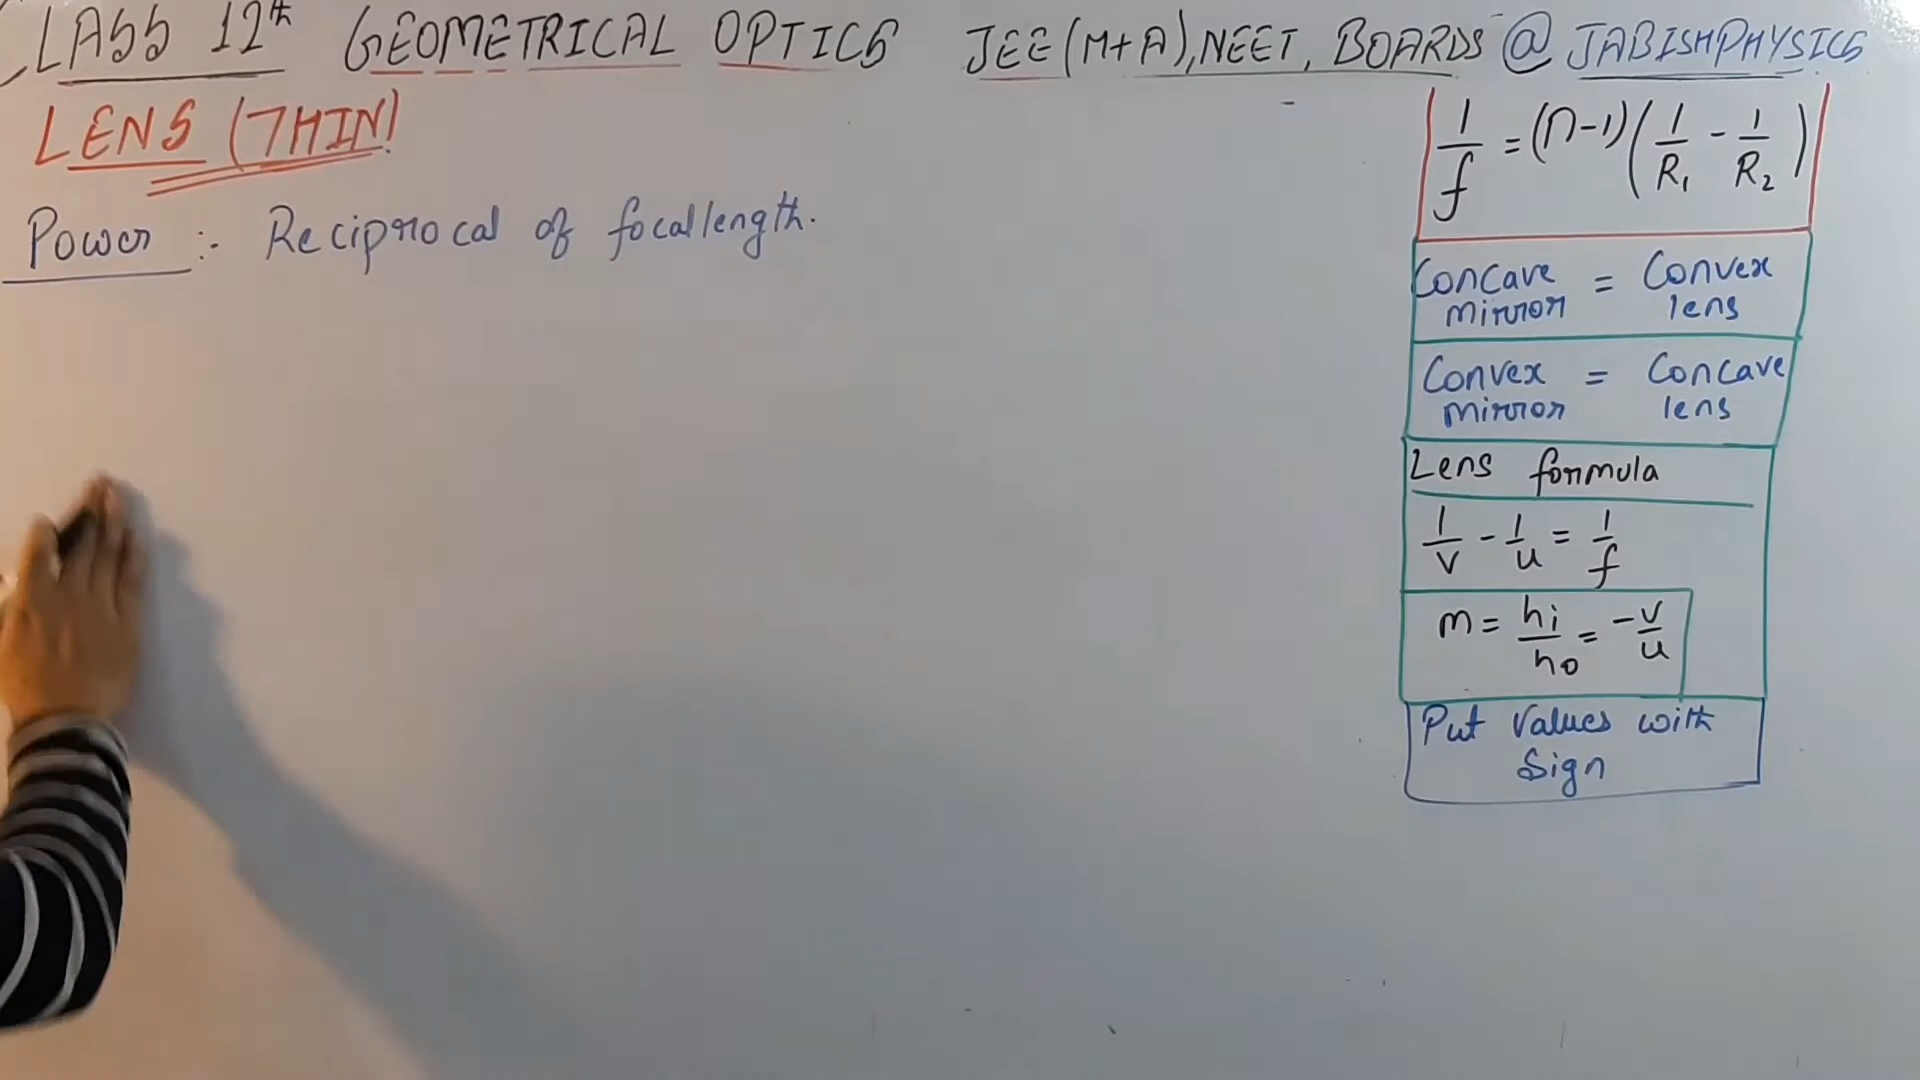 CLASS 12th GEOMETRICAL OPTICS JEE(M+A),NEET, BOARDS @ JABISHPHYSICS
LENS (THIN)
Power :- Reciprocal of focal length.
1/f = (n-1)(1/R₁ - 1/R₂)
Concave mirror = Convex lens
Convex mirror = Concave lens
Lens formula
1/v - 1/u = 1/f
m = hi/ho = -v/u
Put values with
Sign